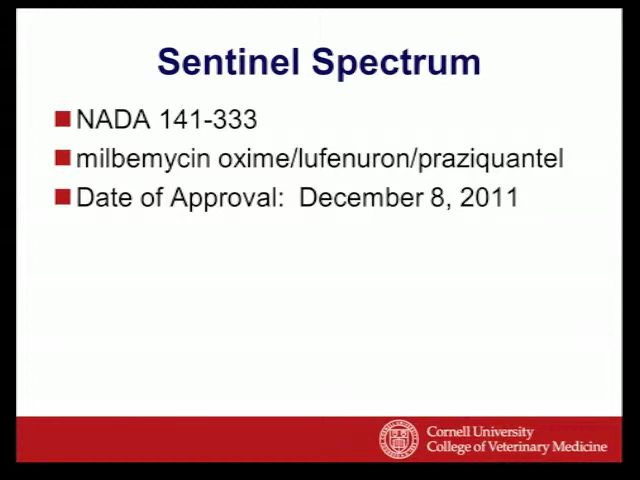 Sentinel Spectrum
NADA 141-333
milbemycin oxime/lufenuron/praziquantel
Date of Approval: December 8, 2011
Cornell University
College of Veterinary Medicine